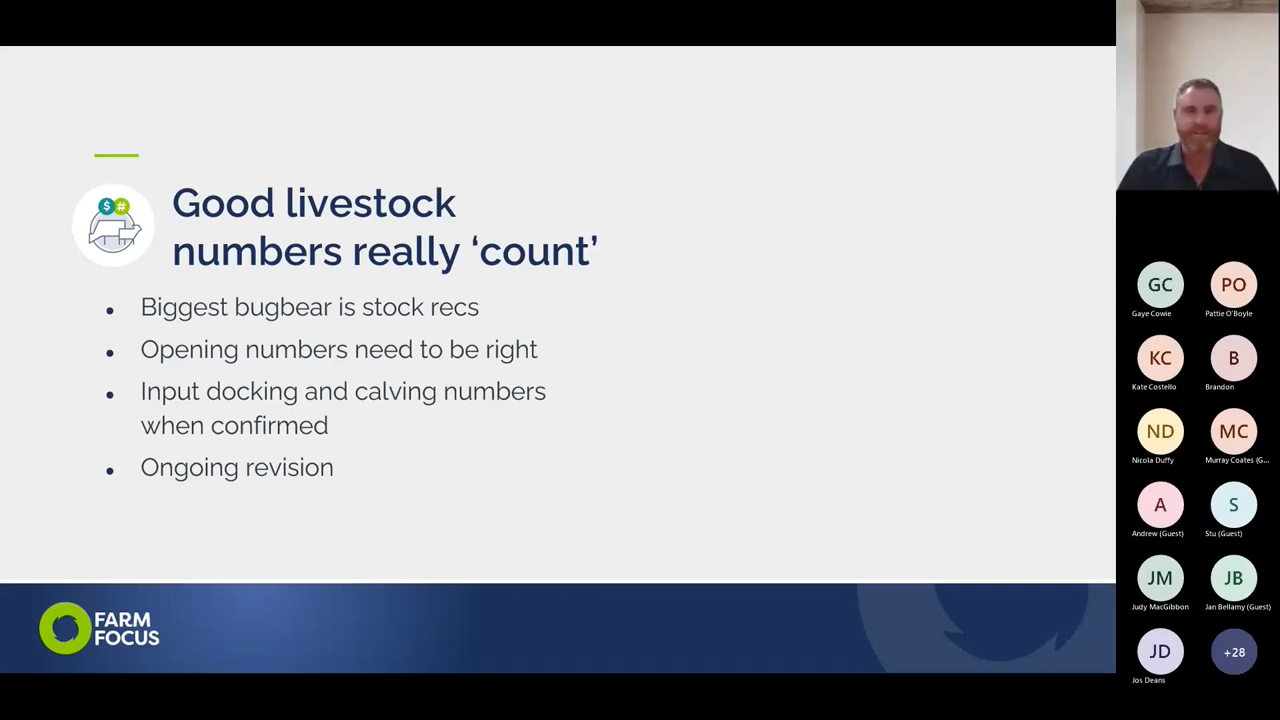 $ #
Good livestock
numbers really ‘count’
• Biggest bugbear is stock recs
• Opening numbers need to be right
• Input docking and calving numbers
when confirmed
• Ongoing revision
FARM
FOCUS
GC PO
Gaye Cowie Pattie O'Boyle
KC B
Kate Costello Brandon
ND MC
Nicola Duffy Murray Coates (G...
A S
Andrew (Guest) Stu (Guest)
JM JB
Judy MacGibbon Jan Bellamy (Guest)
JD +28
Jos Deans